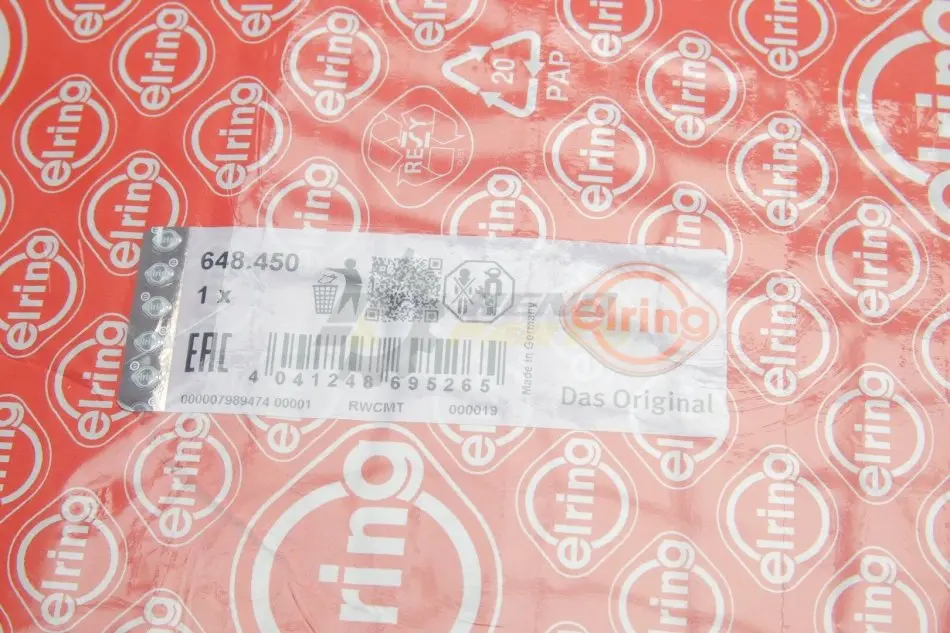 20
PAP
RESY
648.450
1 x
EAC
4 041248 695265
000007989474 00001 RWCMT 000019
Made in Germany
elring
Das Original
elring